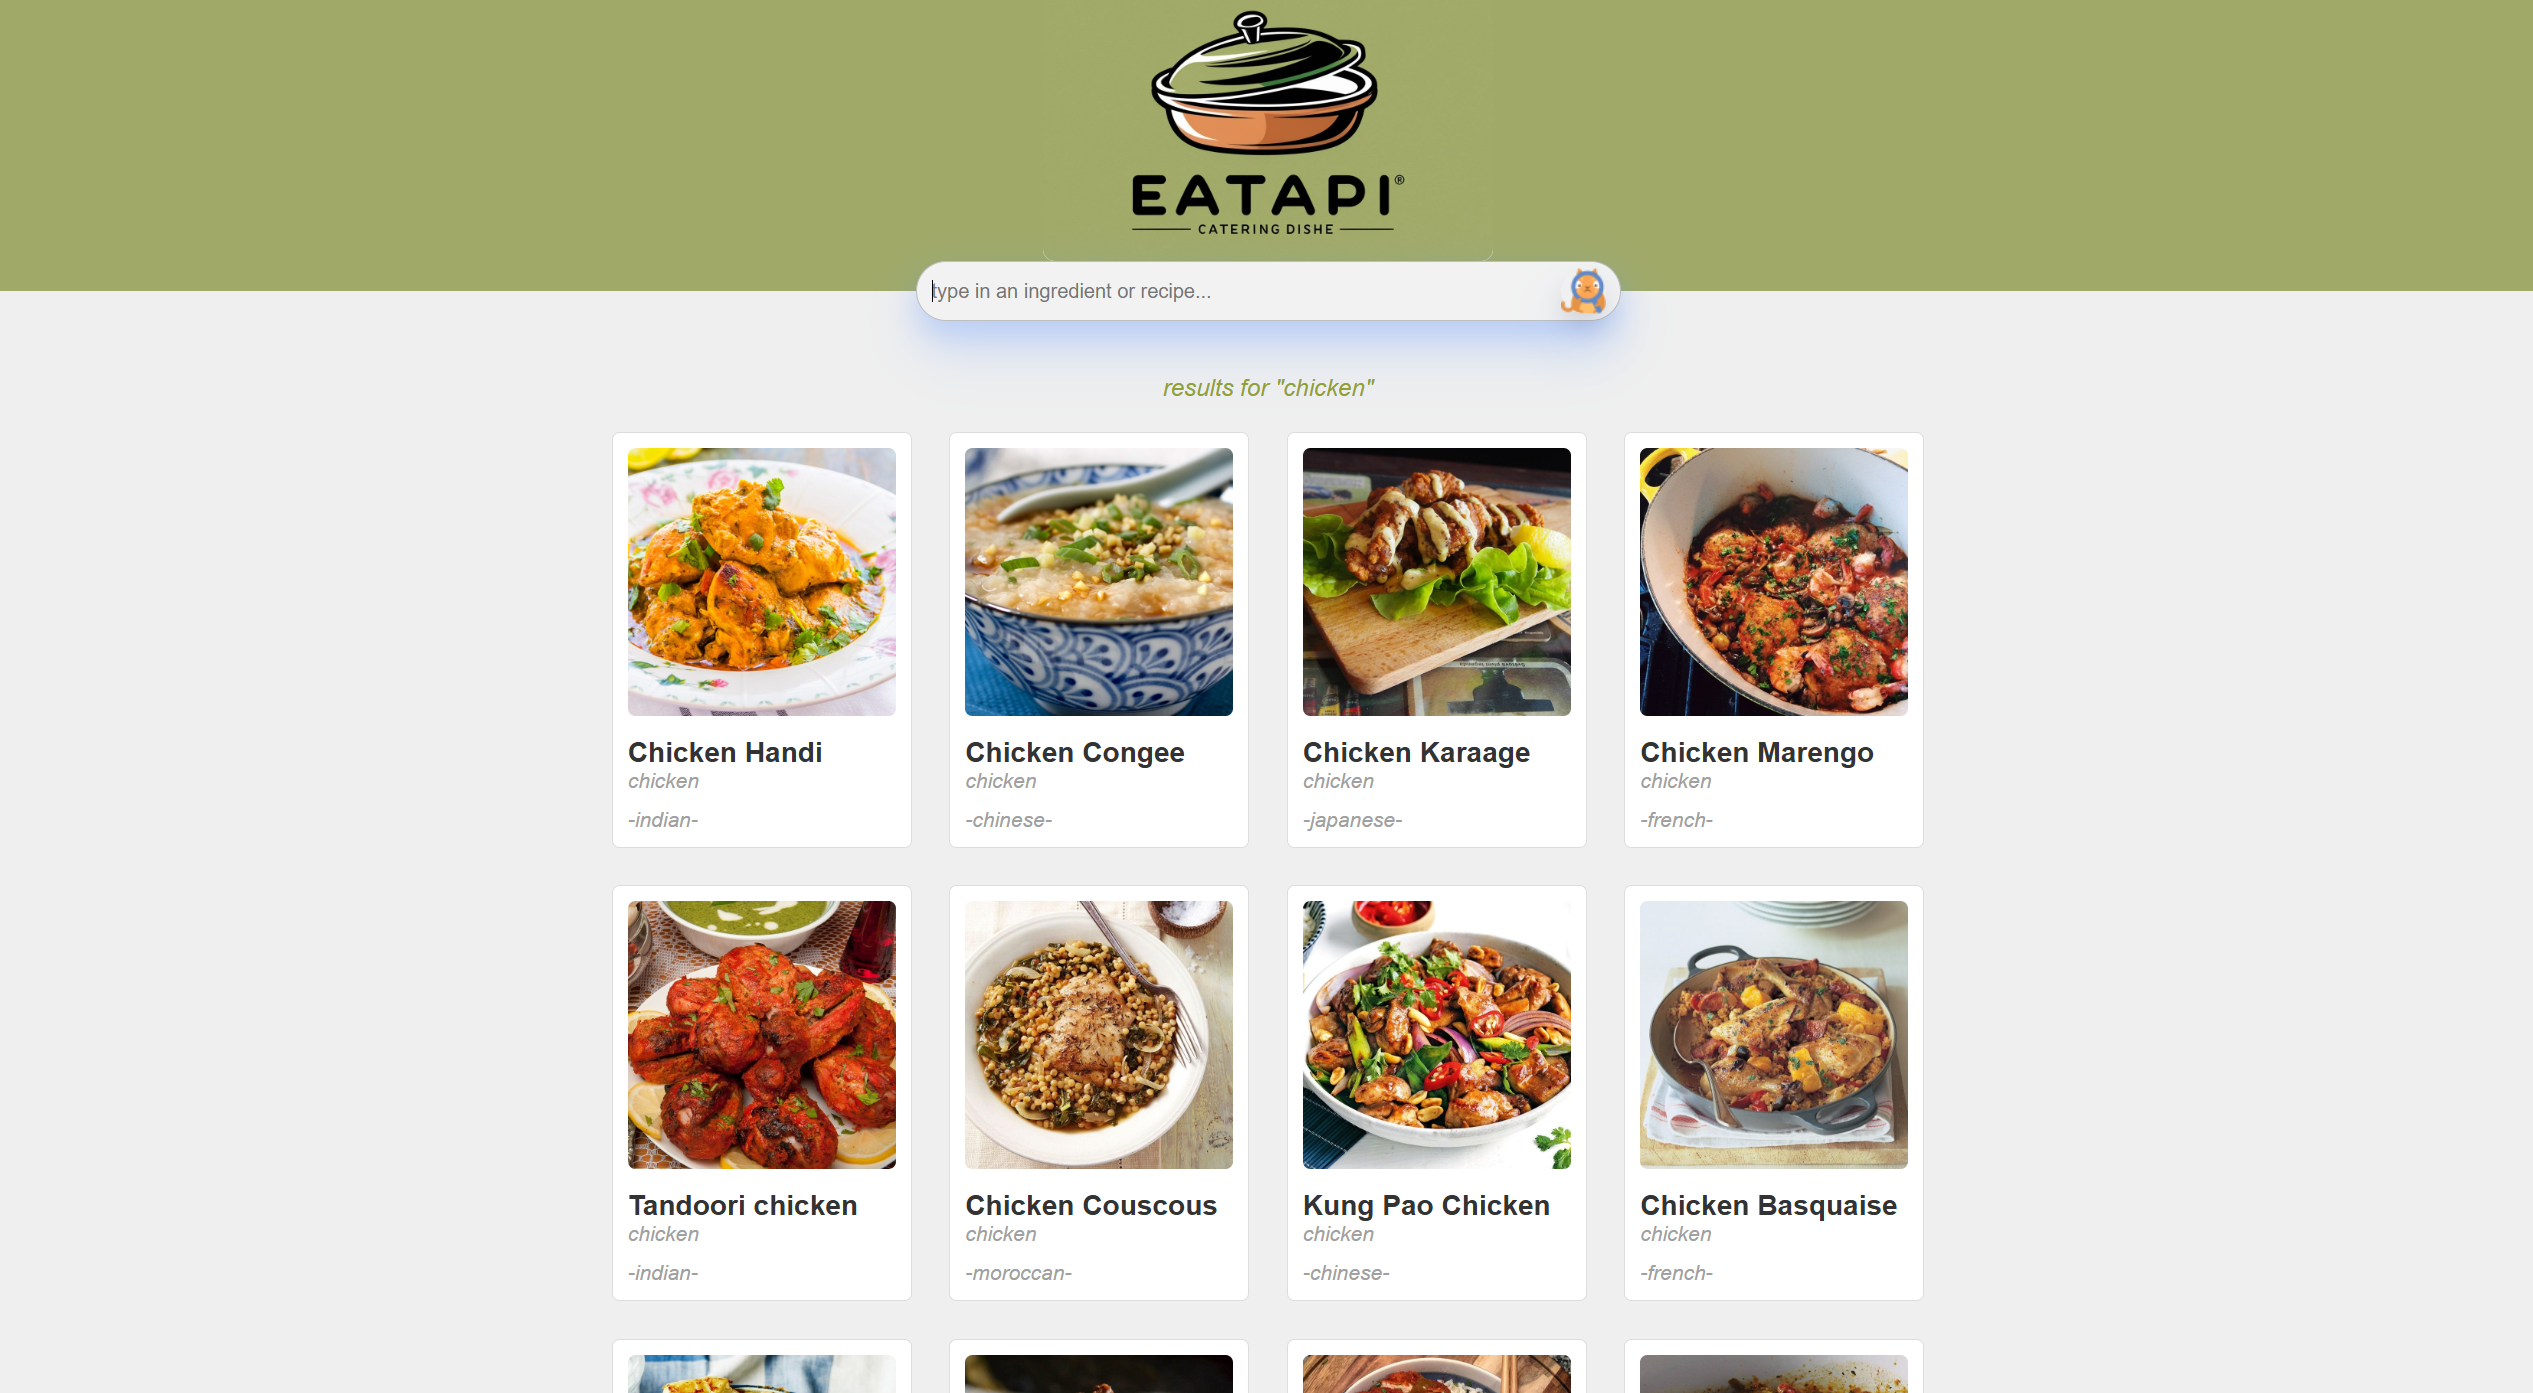 EATAPI®
CATERING DISHE
type in an ingredient or recipe...
results for "chicken"
Chicken Handi
chicken
-indian-
Chicken Congee
chicken
-chinese-
Chicken Karaage
chicken
-japanese-
Chicken Marengo
chicken
-french-
Tandoori chicken
chicken
-indian-
Chicken Couscous
chicken
-moroccan-
Kung Pao Chicken
chicken
-chinese-
Chicken Basquaise
chicken
-french-